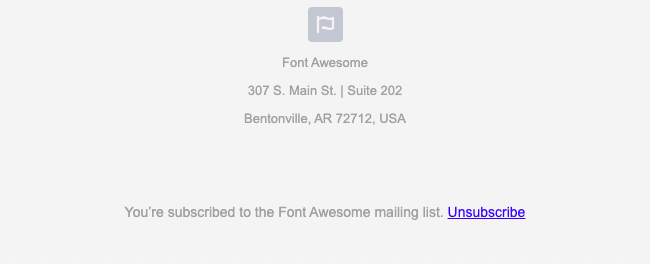 Font Awesome
307 S. Main St. | Suite 202
Bentonville, AR 72712, USA
You’re subscribed to the Font Awesome mailing list. Unsubscribe